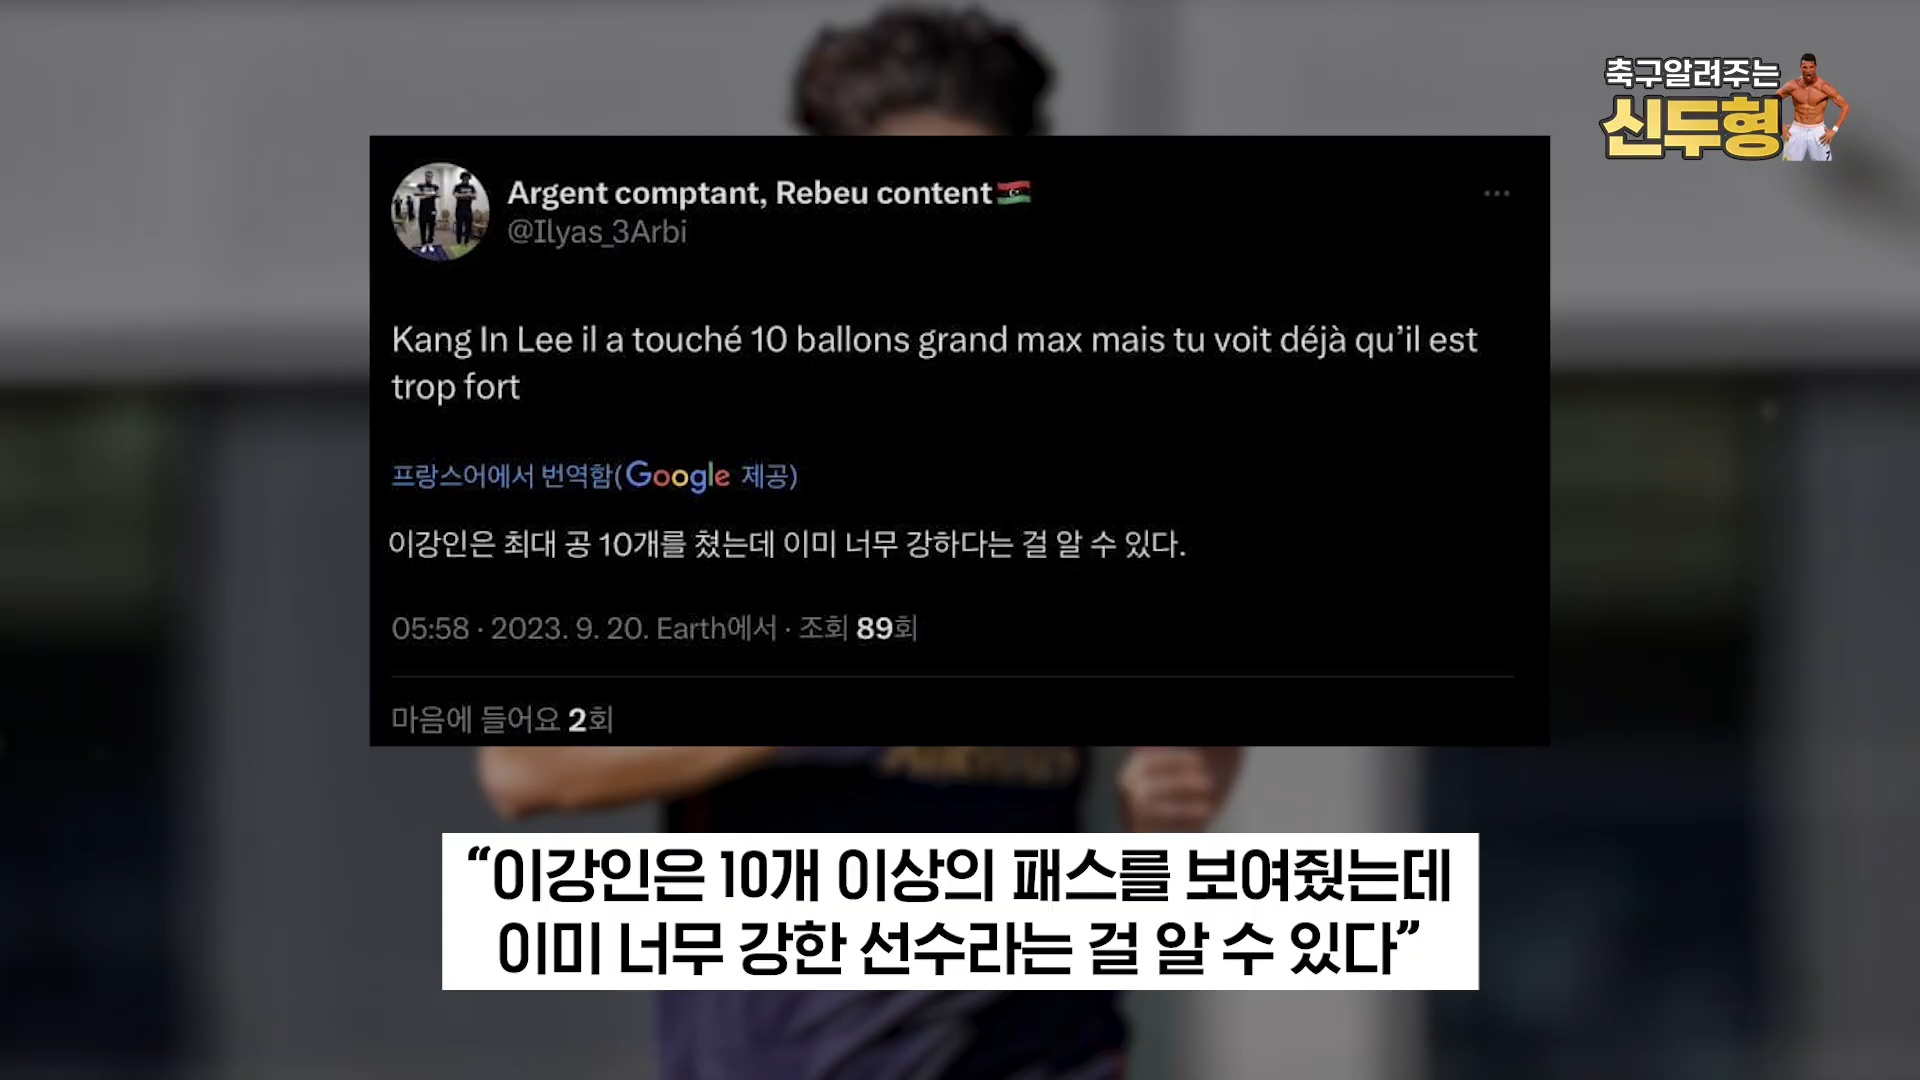 축구알려주는
신두형
Argent comptant, Rebeu content
@Ilyas_3Arbi
Kang In Lee il a touché 10 ballons grand max mais tu voit déjà qu'il est
trop fort
프랑스어에서 번역함(Google 제공)
이강인은 최대 공 10개를 쳤는데 이미 너무 강하다는 걸 알 수 있다.
05:58 · 2023. 9. 20. Earth에서 · 조회 89회
마음에 들어요 2회
“이강인은 10개 이상의 패스를 보여줬는데
이미 너무 강한 선수라는 걸 알 수 있다”